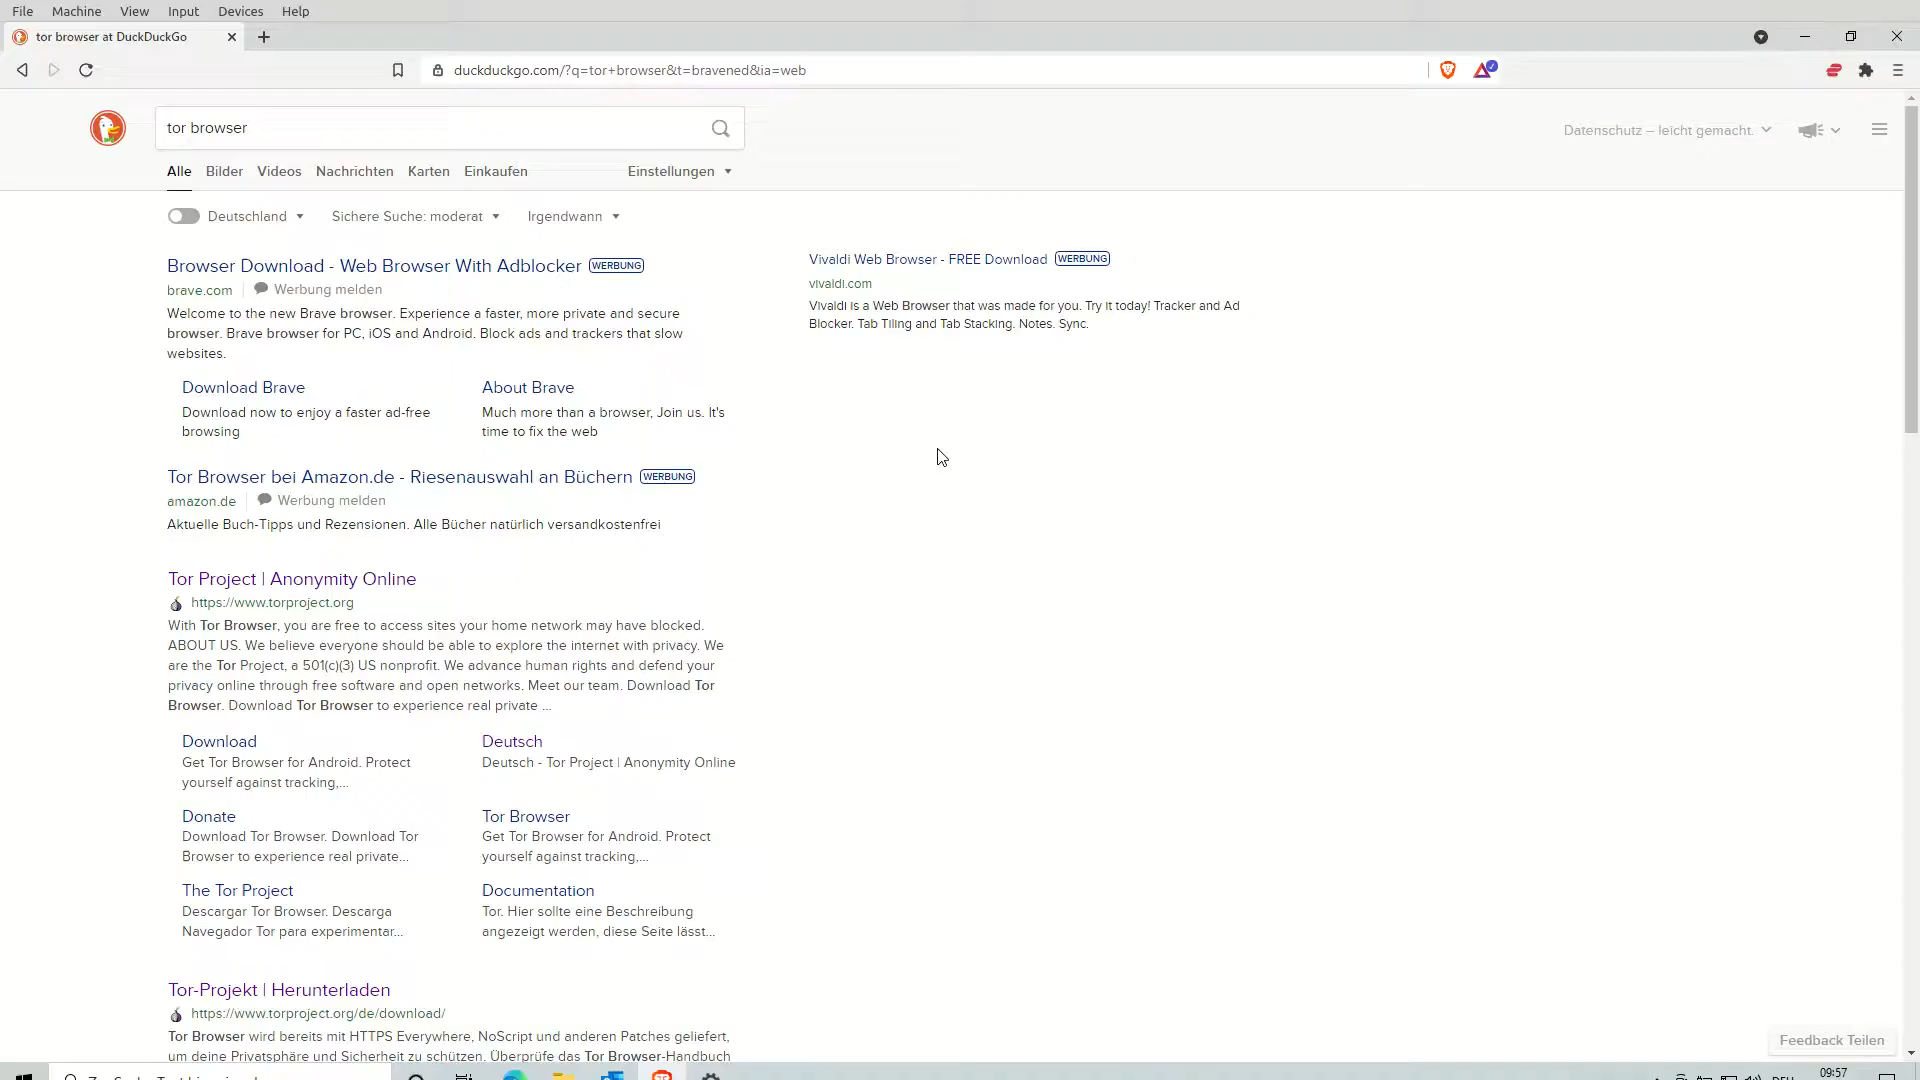 File Machine View Input Devices Help
tor browser at DuckDuckGo
duckduckgo.com/?q=tor+browser&t=bravened&ia=web
tor browser
Datenschutz – leicht gemacht.
Alle Bilder Videos Nachrichten Karten Einkaufen Einstellungen
Deutschland Sichere Suche: moderat Irgendwann
Browser Download - Web Browser With Adblocker WERBUNG
brave.com Werbung melden
Welcome to the new Brave browser. Experience a faster, more private and secure
browser. Brave browser for PC, iOS and Android. Block ads and trackers that slow
websites.
Download Brave
Download now to enjoy a faster ad-free
browsing
About Brave
Much more than a browser, Join us. It's
time to fix the web
Vivaldi Web Browser - FREE Download WERBUNG
vivaldi.com
Vivaldi is a Web Browser that was made for you. Try it today! Tracker and Ad
Blocker. Tab Tiling and Tab Stacking. Notes. Sync.
Tor Browser bei Amazon.de - Riesenauswahl an Büchern WERBUNG
amazon.de Werbung melden
Aktuelle Buch-Tipps und Rezensionen. Alle Bücher natürlich versandkostenfrei
Tor Project | Anonymity Online
https://www.torproject.org
With Tor Browser, you are free to access sites your home network may have blocked.
ABOUT US. We believe everyone should be able to explore the internet with privacy. We
are the Tor Project, a 501(c)(3) US nonprofit. We advance human rights and defend your
privacy online through free software and open networks. Meet our team. Download Tor
Browser. Download Tor Browser to experience real private ...
Download
Get Tor Browser for Android. Protect
yourself against tracking,...
Deutsch
Deutsch - Tor Project | Anonymity Online
Donate
Download Tor Browser. Download Tor
Browser to experience real private...
Tor Browser
Get Tor Browser for Android. Protect
yourself against tracking,...
The Tor Project
Descargar Tor Browser. Descarga
Navegador Tor para experimentar...
Documentation
Tor. Hier sollte eine Beschreibung
angezeigt werden, diese Seite lässt...
Tor-Projekt | Herunterladen
https://www.torproject.org/de/download/
Tor Browser wird bereits mit HTTPS Everywhere, NoScript und anderen Patches geliefert,
um deine Privatsphäre und Sicherheit zu schützen. Überprüfe das Tor Browser-Handbuch
Feedback Teilen
09:57